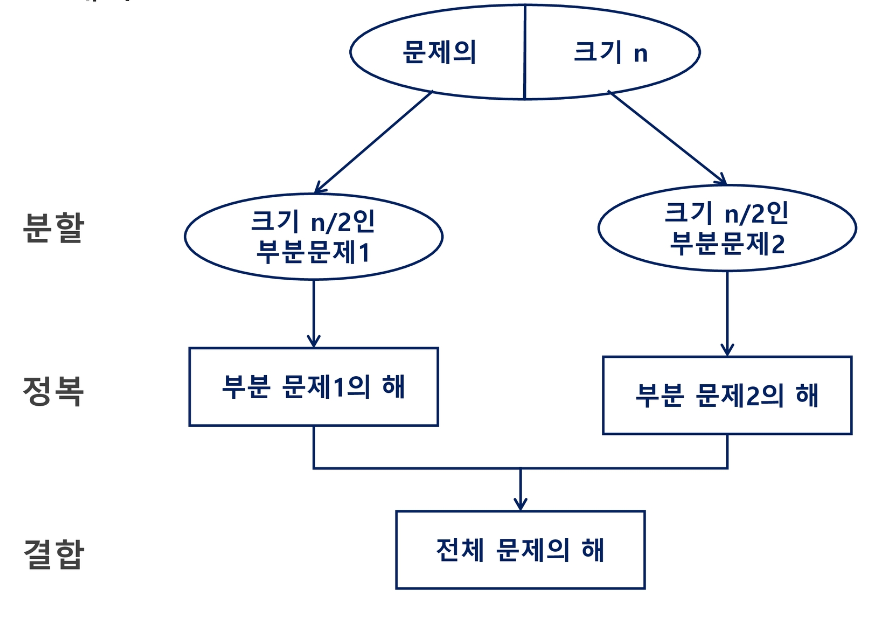 문제의 크기 n
분할
크기 n/2인
부분문제1
크기 n/2인
부분문제2
정복
부분 문제1의 해
부분 문제2의 해
결합
전체 문제의 해